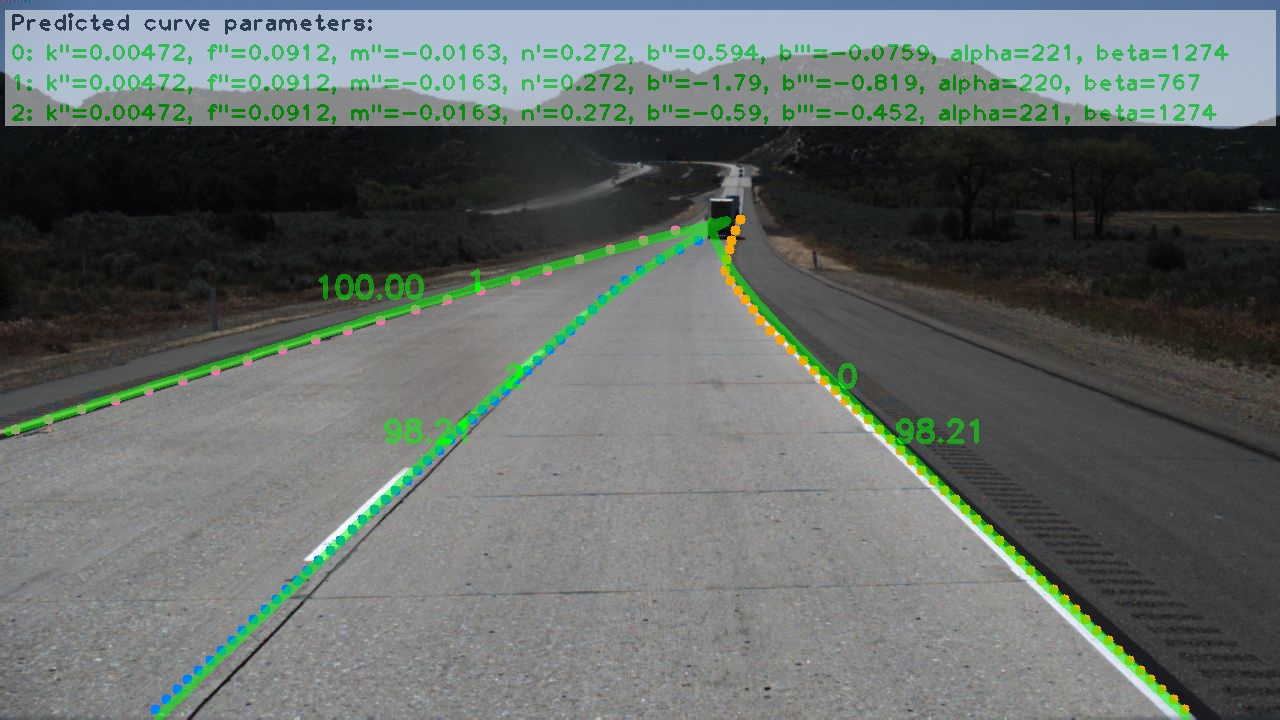 Predicted curve parameters:
0: k''=0.00472, f''=0.0912, m''=-0.0163, n'=0.272, b''=0.594, b'''=-0.0759, alpha=221, beta=1274
1: k''=0.00472, f''=0.0912, m''=-0.0163, n'=0.272, b''=-1.79, b'''=-0.819, alpha=220, beta=767
2: k''=0.00472, f''=0.0912, m''=-0.0163, n'=0.272, b''=-0.59, b'''=-0.452, alpha=221, beta=1274
100.00 1
2 0
98.21 98.21